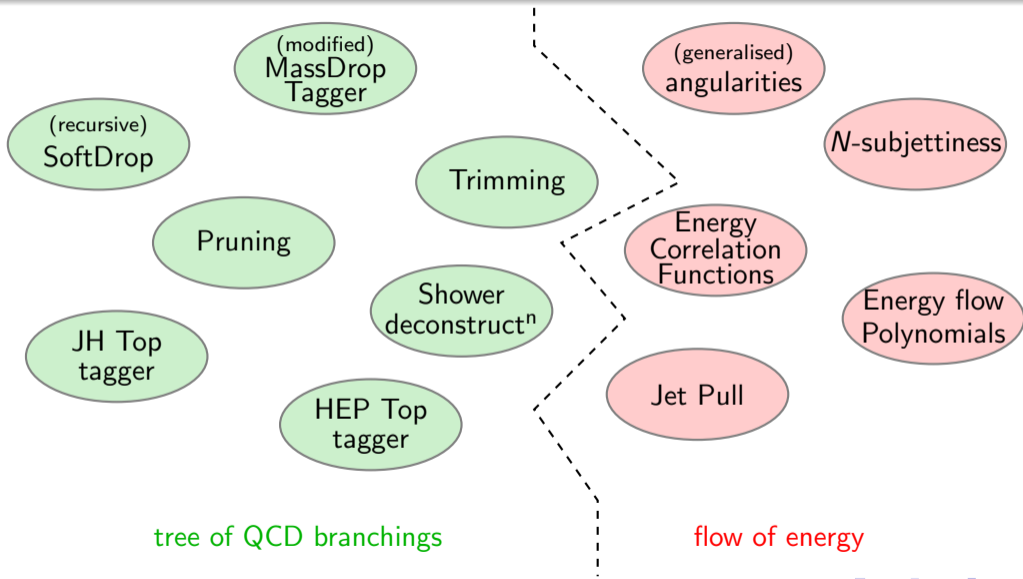 (modified)
MassDrop
Tagger
(generalised)
angularities
(recursive)
SoftDrop
N-subjettiness
Trimming
Pruning
Energy
Correlation
Functions
Shower
deconstructⁿ
Energy flow
Polynomials
JH Top
tagger
Jet Pull
HEP Top
tagger
tree of QCD branchings
flow of energy